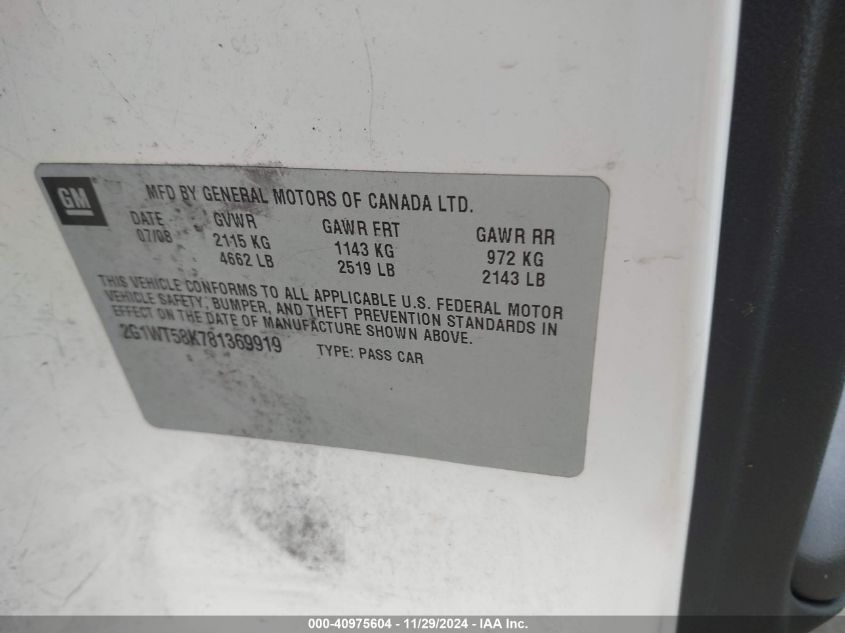 GM
MFD BY GENERAL MOTORS OF CANADA LTD.
DATE GVWR GAWR FRT GAWR RR
07/08 2115 KG 1143 KG 972 KG
4662 LB 2519 LB 2143 LB
THIS VEHICLE CONFORMS TO ALL APPLICABLE U.S. FEDERAL MOTOR
VEHICLE SAFETY, BUMPER, AND THEFT PREVENTION STANDARDS IN
EFFECT ON THE DATE OF MANUFACTURE SHOWN ABOVE.
2G1WT58K781369919 TYPE: PASS CAR
000-40975604 - 11/29/2024 - IAA Inc.